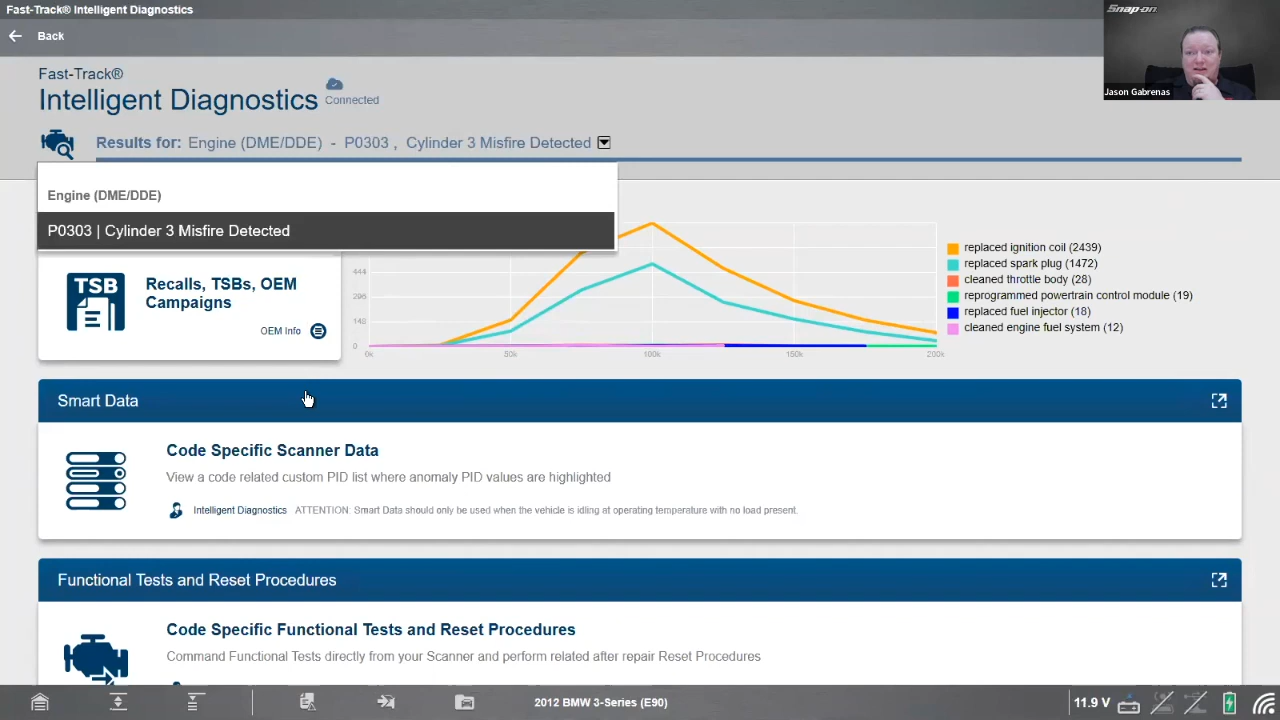 Fast-Track® Intelligent Diagnostics
Back
Snap-on
Jason Gabrenas
Fast-Track®
Intelligent Diagnostics
Connected
Results for: Engine (DME/DDE) - P0303 , Cylinder 3 Misfire Detected
Engine (DME/DDE)
P0303 | Cylinder 3 Misfire Detected
TSB
Recalls, TSBs, OEM
Campaigns
OEM Info
444
296
148
0
0k
50k
100k
150k
200k
replaced ignition coil (2439)
replaced spark plug (1472)
cleaned throttle body (28)
reprogrammed powertrain control module (19)
replaced fuel injector (18)
cleaned engine fuel system (12)
Smart Data
Code Specific Scanner Data
View a code related custom PID list where anomaly PID values are highlighted
Intelligent Diagnostics ATTENTION: Smart Data should only be used when the vehicle is idling at operating temperature with no load present.
Functional Tests and Reset Procedures
Code Specific Functional Tests and Reset Procedures
Command Functional Tests directly from your Scanner and perform related after repair Reset Procedures
2012 BMW 3-Series (E90)
11.9 V